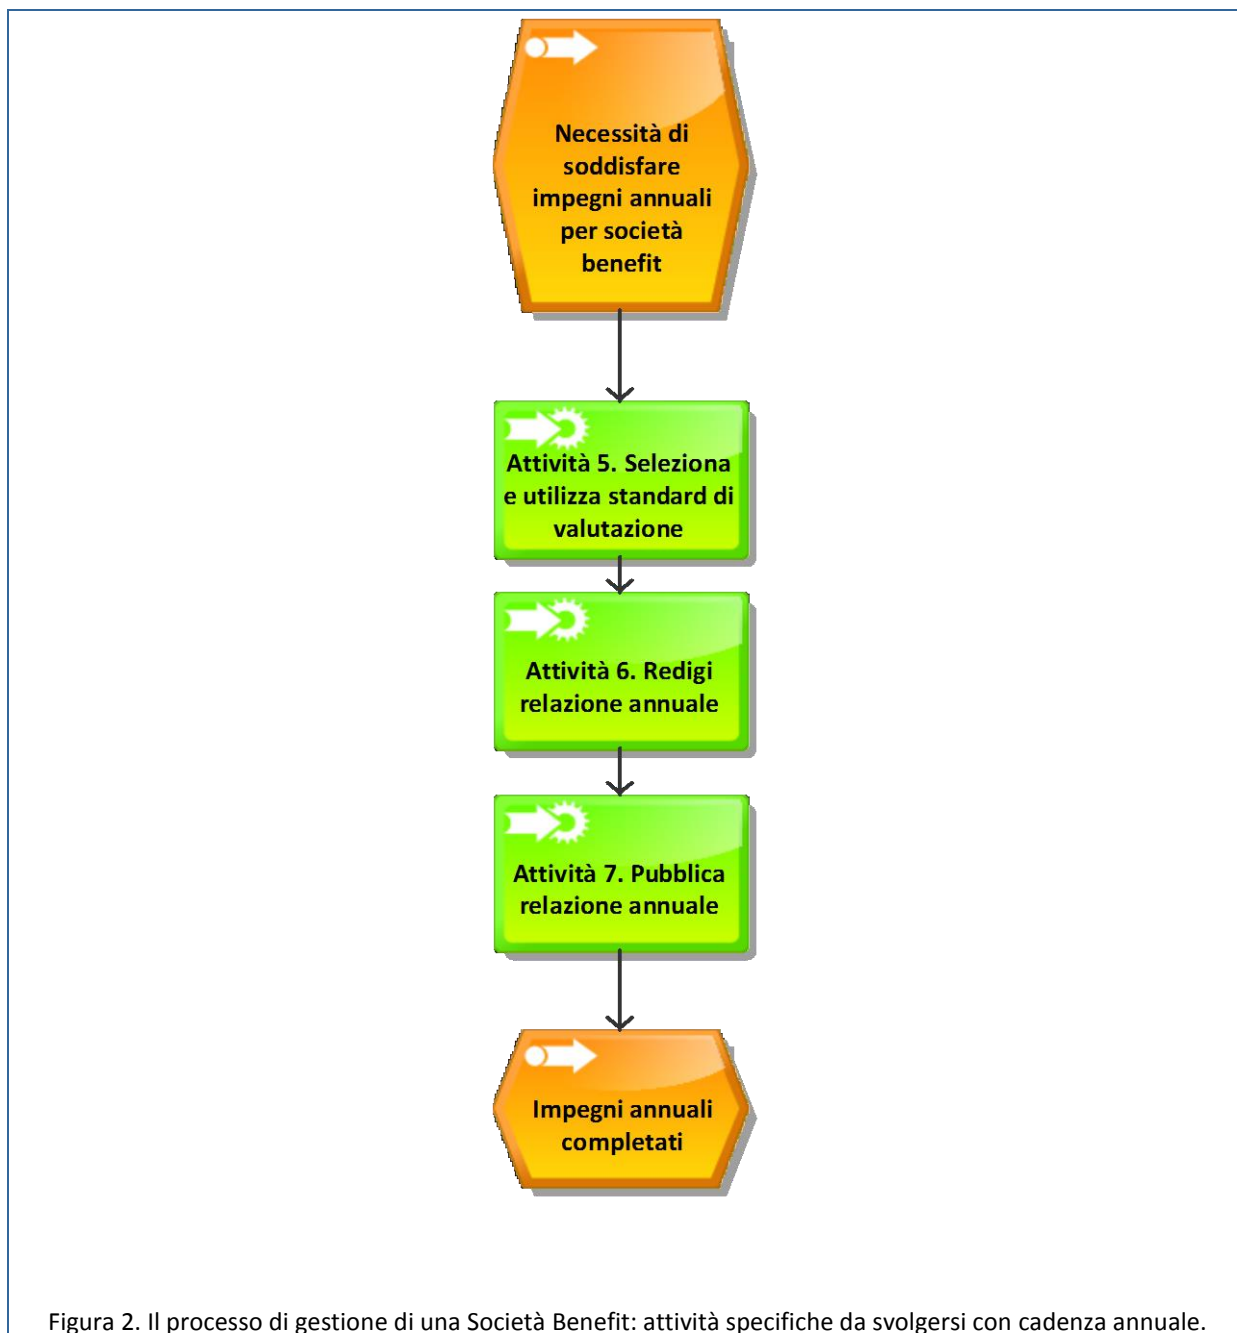 Necessità di
soddisfare
impegni annuali
per società
benefit
Attività 5. Seleziona
e utilizza standard di
valutazione
Attività 6. Redigi
relazione annuale
Attività 7. Pubblica
relazione annuale
Impegni annuali
completati
Figura 2. Il processo di gestione di una Società Benefit: attività specifiche da svolgersi con cadenza annuale.